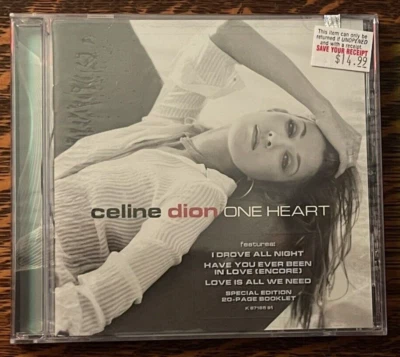 This item can only be
returned if UNOPENED
and with a receipt.
SAVE YOUR RECEIPT
$14.99
celine dion ONE HEART
features:
I DROVE ALL NIGHT
HAVE YOU EVER BEEN
IN LOVE (ENCORE)
LOVE IS ALL WE NEED
SPECIAL EDITION
20-PAGE BOOKLET